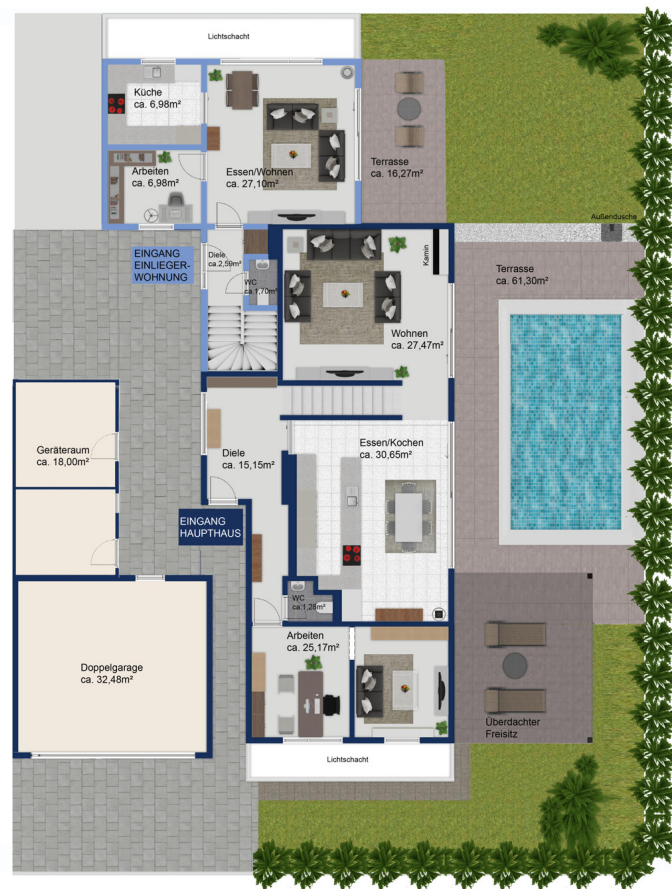 Lichtschacht
Küche
ca. 6,98m²
Arbeiten
ca. 6,98m²
Essen/Wohnen
ca. 27,10m²
Terrasse
ca. 16,27m²
Außendusche
EINGANG
EINLIEGER-
WOHNUNG
Diele
ca.2,59m²
WC
ca.1,70m²
Kamin
Terrasse
ca. 61,30m²
Wohnen
ca. 27,47m²
Geräteraum
ca. 18,00m²
Diele
ca. 15,15m²
Essen/Kochen
ca. 30,65m²
EINGANG
HAUPTHAUS
WC
ca.1,28m²
Arbeiten
ca. 25,17m²
Doppelgarage
ca. 32,48m²
Überdachter
Freisitz
Lichtschacht